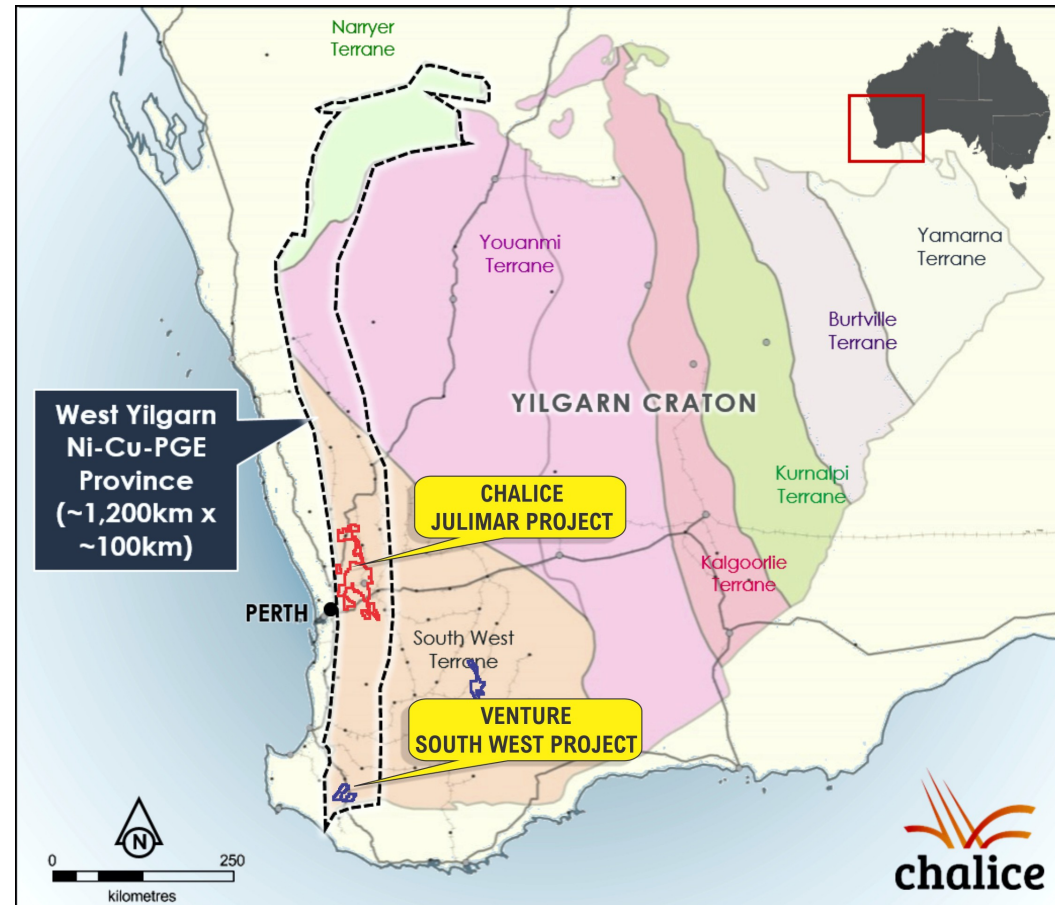 Narryer
Terrane
Youanmi
Terrane
Yamarna
Terrane
Burtville
Terrane
YILGARN CRATON
West Yilgarn
Ni-Cu-PGE
Province
(~1,200km x
~100km)
Kurnalpi
Terrane
CHALICE
JULIMAR PROJECT
Kalgoorlie
Terrane
PERTH
South West
Terrane
VENTURE
SOUTH WEST PROJECT
N
0 250
kilometres
chalice